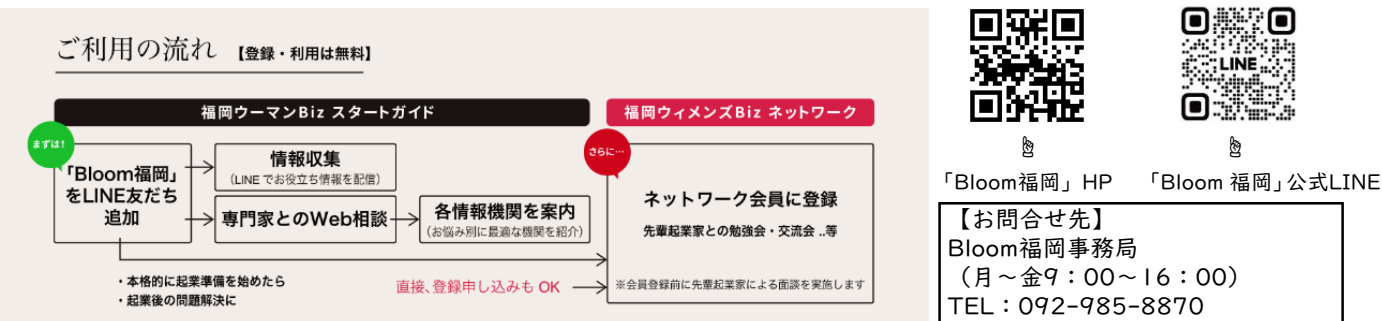 ご利用の流れ 【登録・利用は無料】
福岡ウーマンBiz スタートガイド
まずは!
「Bloom福岡」
をLINE友だち
追加
情報収集
（LINEでお役立ち情報を配信）
専門家とのWeb相談
各情報機関を案内
（お悩み別に最適な機関を紹介）
・本格的に起業準備を始めたら
・起業後の問題解決に
直接、登録申し込みも OK
福岡ウィメンズBiz ネットワーク
さらに…
ネットワーク会員に登録
先輩起業家との勉強会・交流会 ..等
※会員登録前に先輩起業家による面談を実施します
LINE
「Bloom福岡」HP
「Bloom 福岡」公式LINE
【お問合せ先】
Bloom福岡事務局
（月～金9：00～16：00）
TEL：092-985-8870